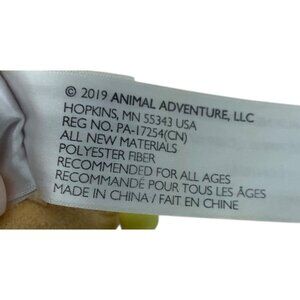 © 2019 ANIMAL ADVENTURE, LLC
HOPKINS, MN 55343 USA
REG NO. PA-17254(CN)
ALL NEW MATERIALS
POLYESTER FIBER
RECOMMENDED FOR ALL AGES
RECOMMANDÉ POUR TOUS LES ÂGES
MADE IN CHINA / FAIT EN CHINE